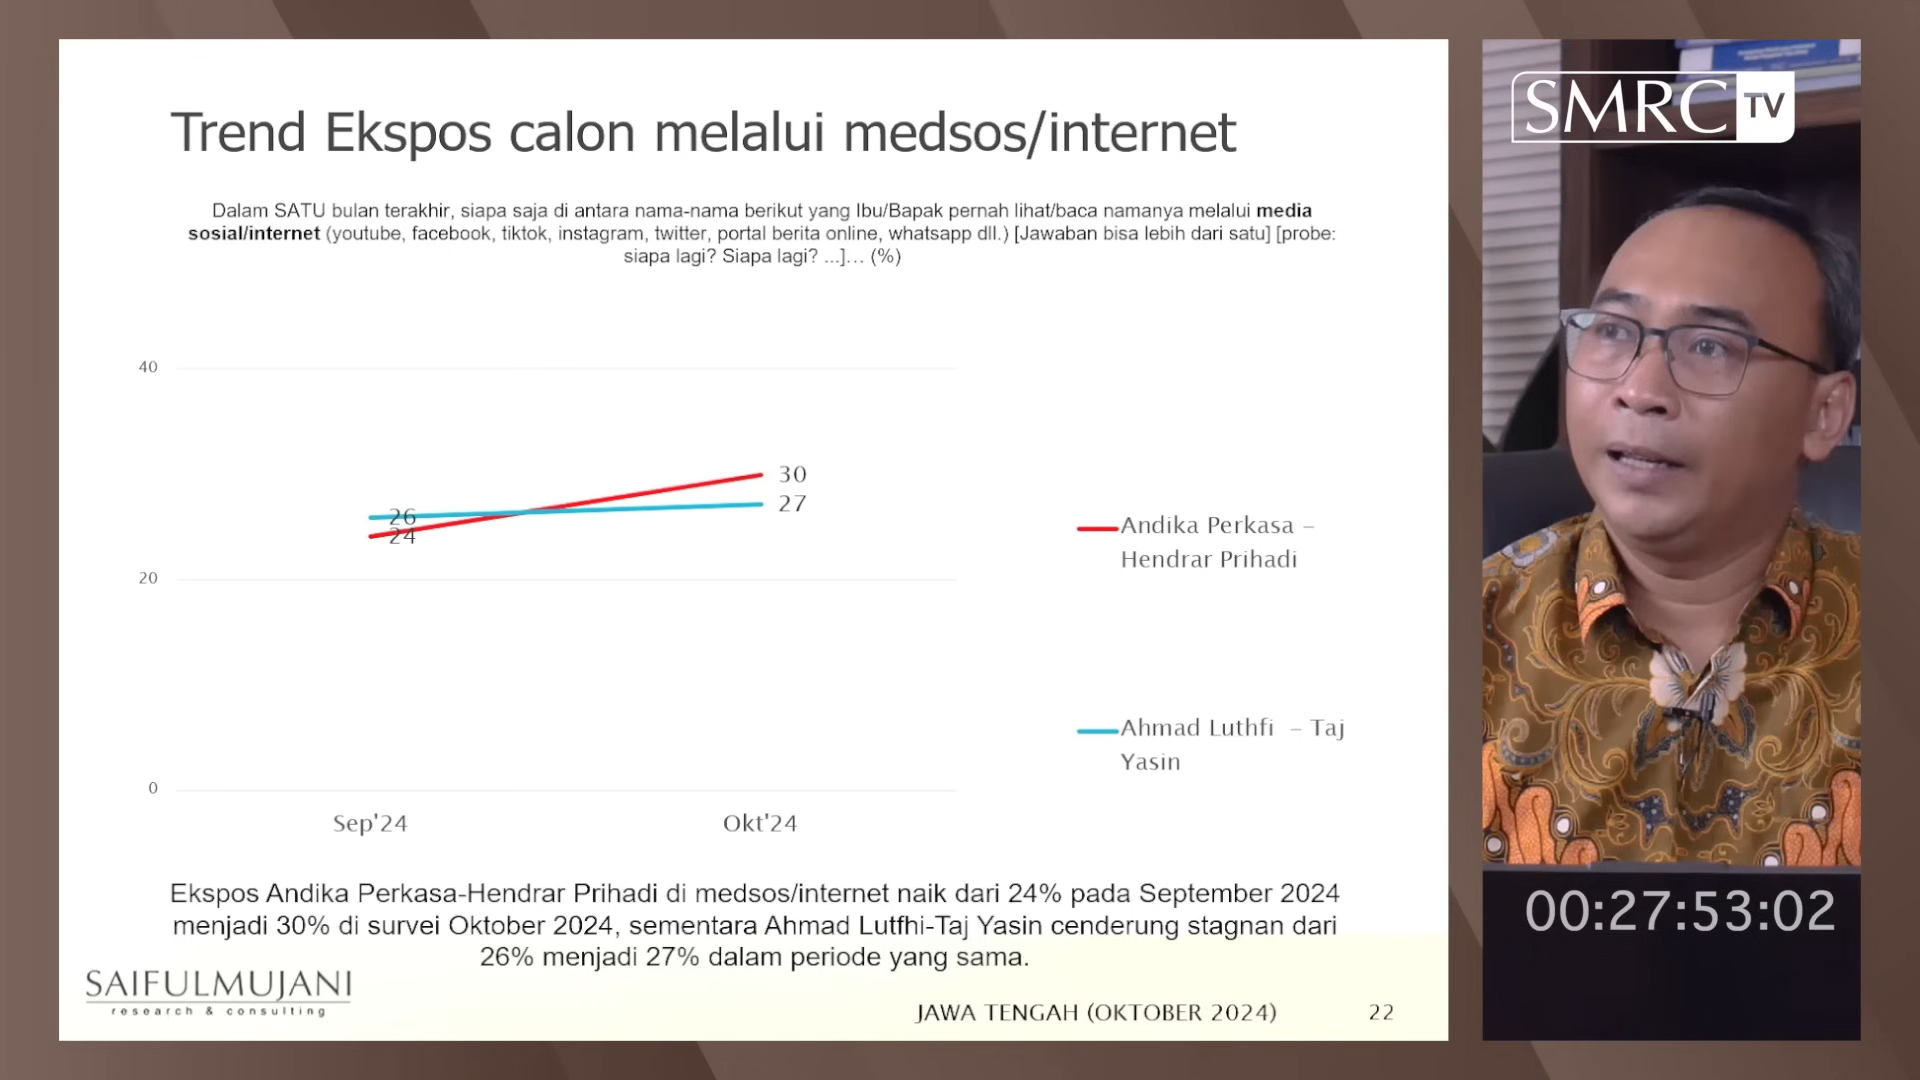 Trend Ekspos calon melalui medsos/internet
Dalam SATU bulan terakhir, siapa saja di antara nama-nama berikut yang Ibu/Bapak pernah lihat/baca namanya melalui media
sosial/internet (youtube, facebook, tiktok, instagram, twitter, portal berita online, whatsapp dll.) [Jawaban bisa lebih dari satu] [probe:
siapa lagi? Siapa lagi? ...]… (%)
40
20
0
26
24
30
27
Sep'24
Okt'24
Andika Perkasa –
Hendrar Prihadi
Ahmad Luthfi – Taj
Yasin
Ekspos Andika Perkasa-Hendrar Prihadi di medsos/internet naik dari 24% pada September 2024
menjadi 30% di survei Oktober 2024, sementara Ahmad Lutfhi-Taj Yasin cenderung stagnan dari
26% menjadi 27% dalam periode yang sama.
SAIFULMUJANI
research & consulting
JAWA TENGAH (OKTOBER 2024)
22
SMRC TV
00:27:53:02